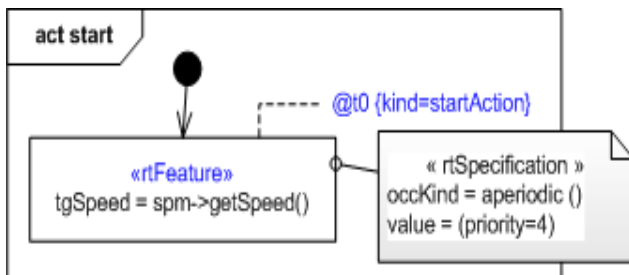 act start
@t0 {kind=startAction}
«rtFeature»
tgSpeed = spm->getSpeed()
« rtSpecification »
occKind = aperiodic ()
value = (priority=4)